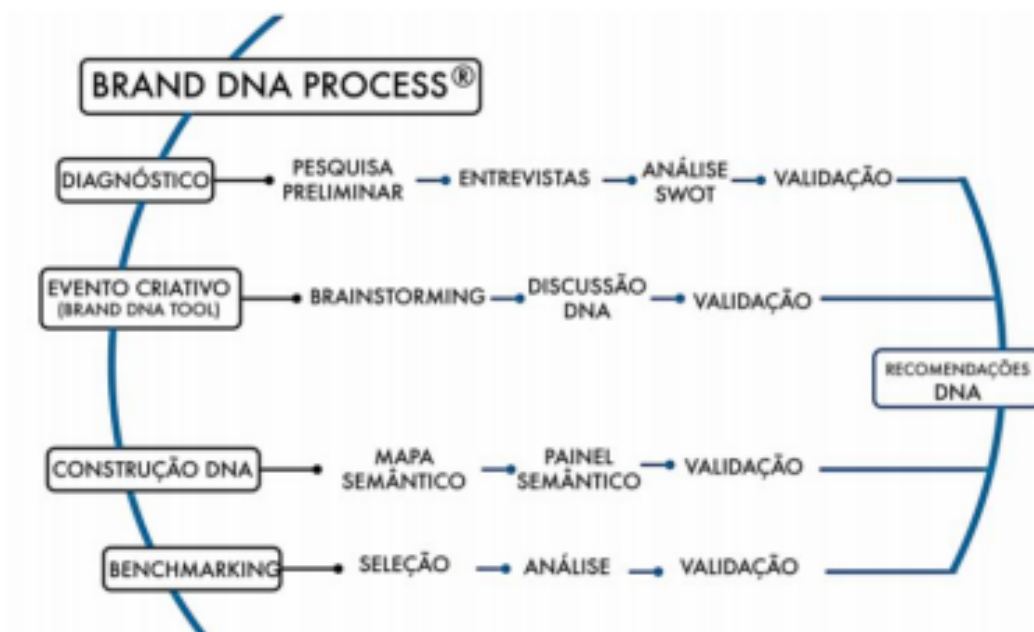 BRAND DNA PROCESS®
DIAGNÓSTICO
PESQUISA
PRELIMINAR
ENTREVISTAS
ANÁLISE
SWOT
VALIDAÇÃO
EVENTO CRIATIVO
(BRAND DNA TOOL)
BRAINSTORMING
DISCUSSÃO
DNA
VALIDAÇÃO
RECOMENDAÇÕES
DNA
CONSTRUÇÃO DNA
MAPA
SEMÂNTICO
PAINEL
SEMÂNTICO
VALIDAÇÃO
BENCHMARKING
SELEÇÃO
ANÁLISE
VALIDAÇÃO